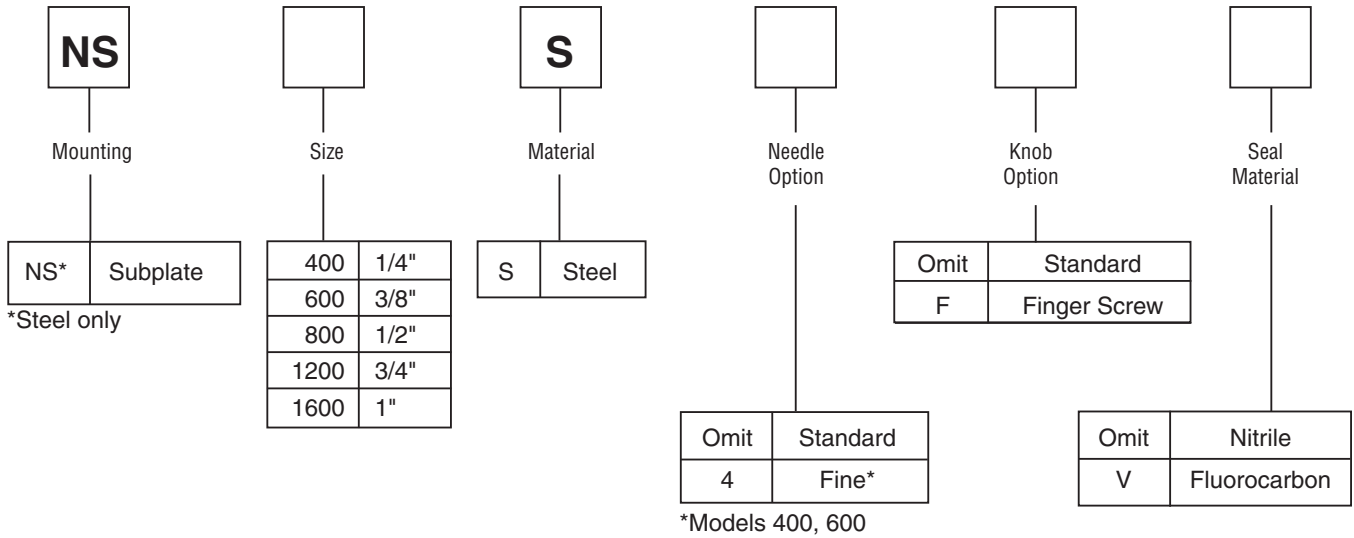 NS
S
Mounting
Size
Material
Needle
Option
Knob
Option
Seal
Material
NS* Subplate
*Steel only
400 1/4"
600 3/8"
800 1/2"
1200 3/4"
1600 1"
S Steel
Omit Standard
4 Fine*
*Models 400, 600
Omit Standard
F Finger Screw
Omit Nitrile
V Fluorocarbon